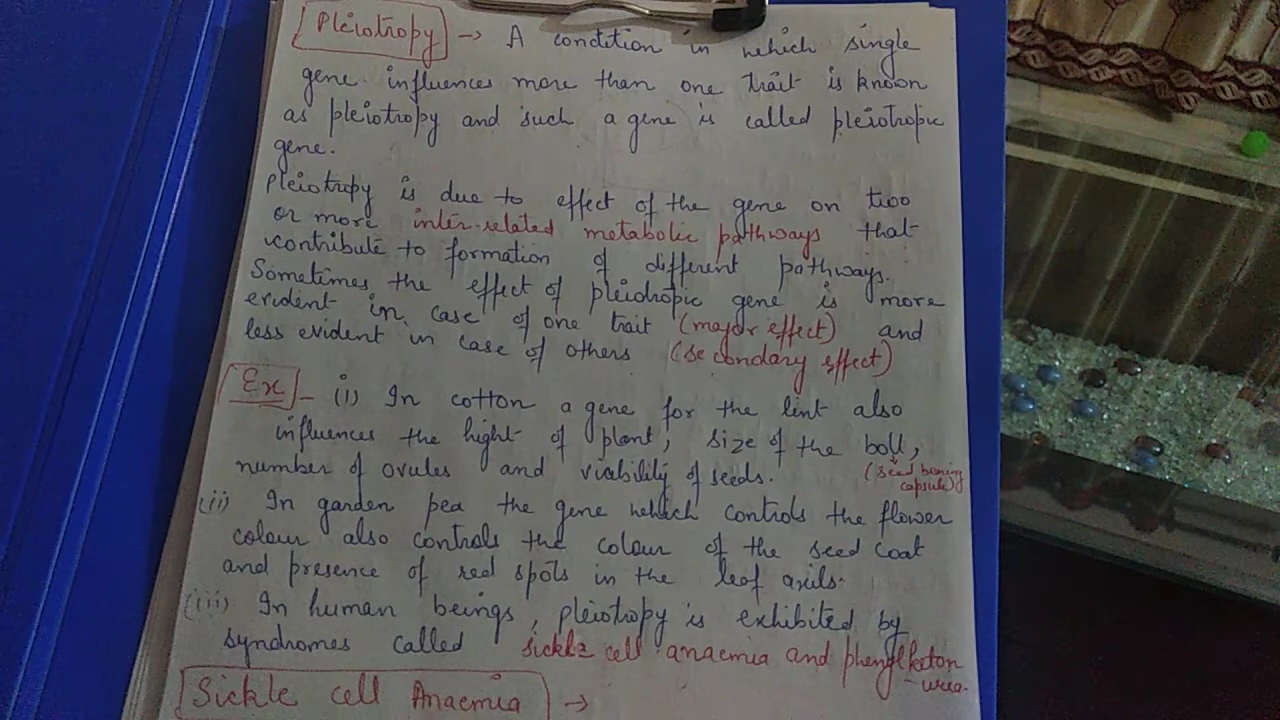 Pleiotropy → A condition in which single
gene influences more than one trait is known
as pleiotropy and such a gene is called pleiotropic
gene.
Pleiotropy is due to effect of the gene on two
or more inter-related metabolic pathways that
contribute to formation of different pathways.
Sometimes the effect of pleiotropic gene is more
evident in case of one trait (major effect) and
less evident in case of others (secondary effect)
Ex - (i) In cotton a gene for the lint also
influences the hight of plant, size of the boll,
number of ovules and viability of seeds. (seed bearing
capsule)
(ii) In garden pea the gene which controls the flower
colour also controls the colour of the seed coat
and presence of red spots in the leaf axils.
(iii) In human beings, pleiotropy is exhibited by
syndromes called sickle cell anaemia and phenylketon
-urea.
Sickle cell Anaemia →